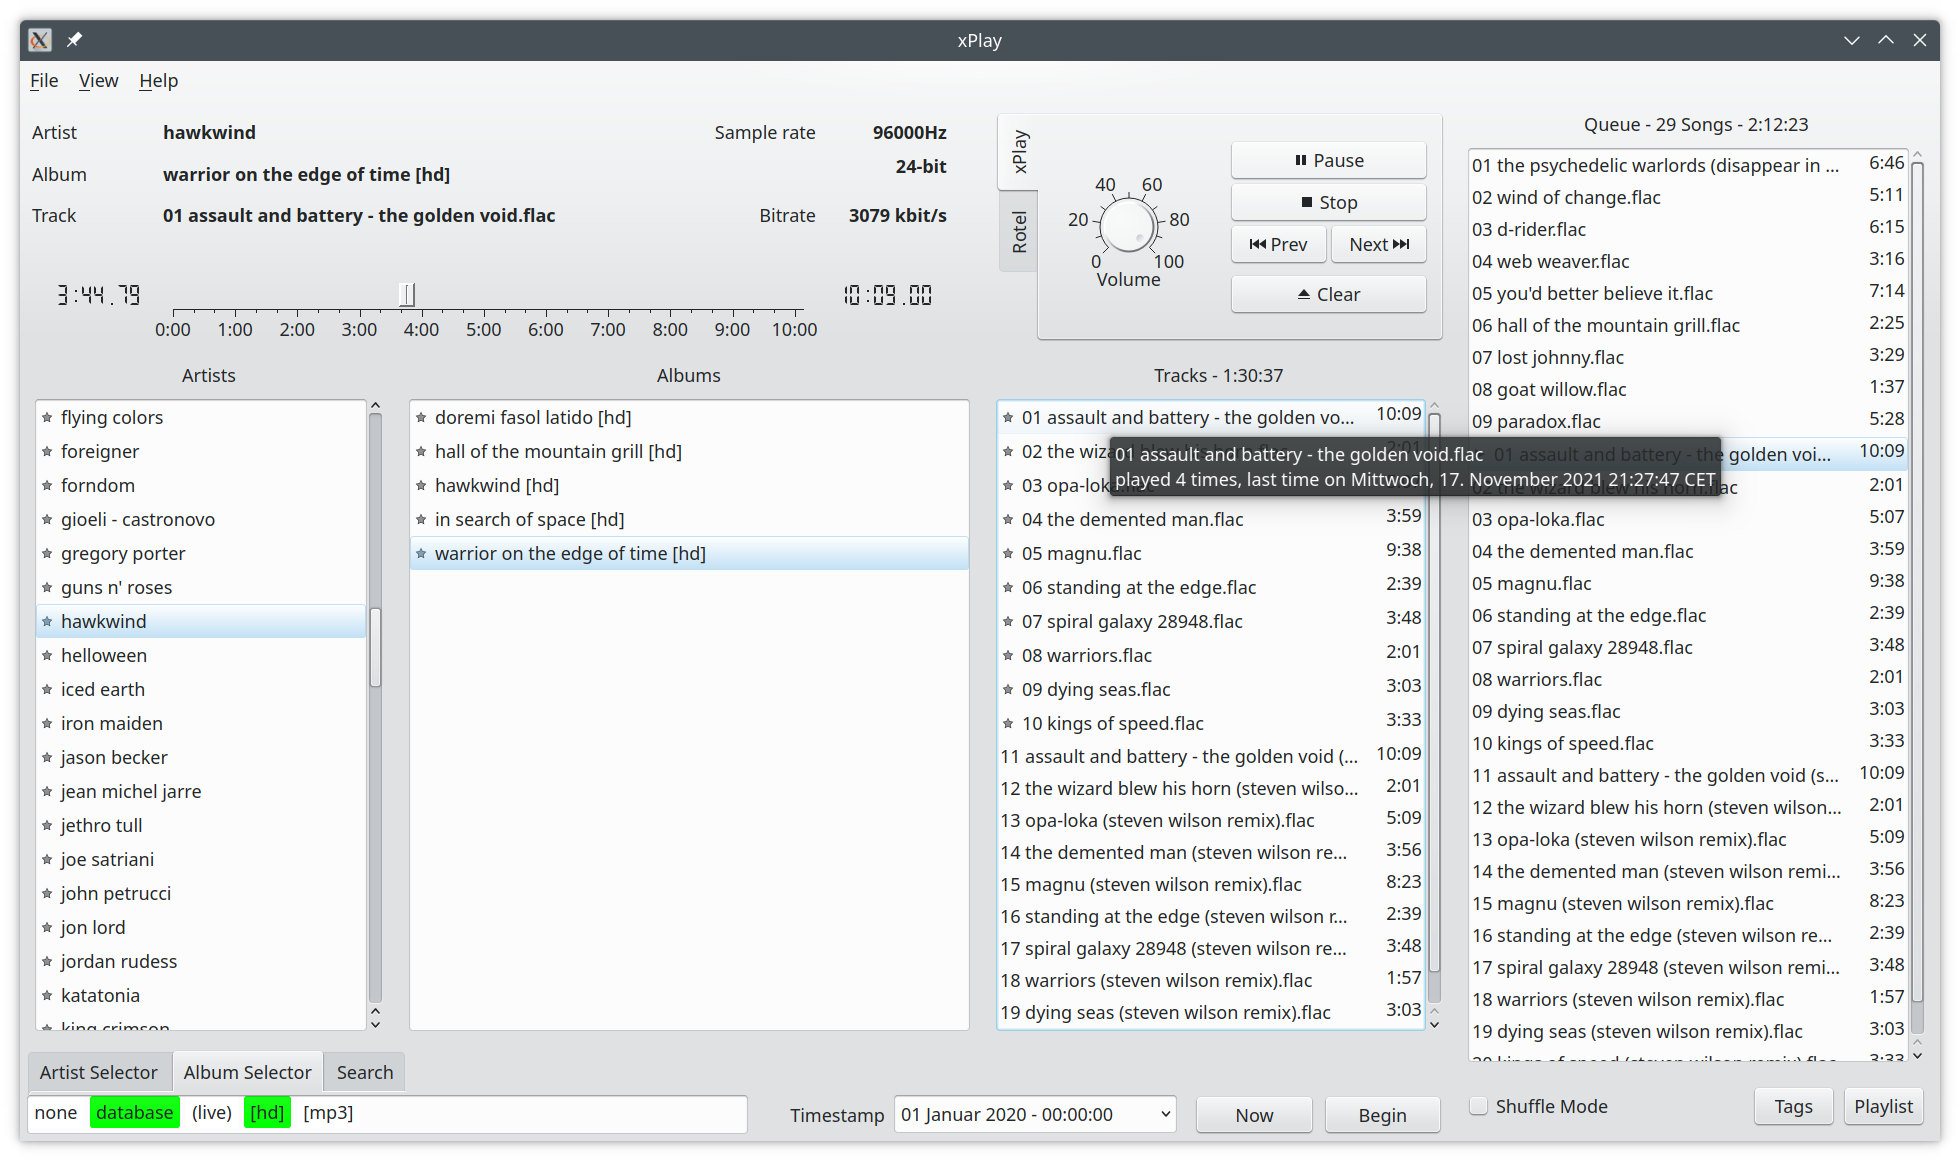 xPlay
File View Help
Artist hawkwind
Album warrior on the edge of time [hd]
Track 01 assault and battery - the golden void.flac
Sample rate 96000Hz
24-bit
Bitrate 3079 kbit/s
3:44.79
10:09.00
0:00 1:00 2:00 3:00 4:00 5:00 6:00 7:00 8:00 9:00 10:00
xPlay
Rotel
0 20 40 60 80 100
Volume
Pause
Stop
Prev Next
Clear
Artists
flying colors
foreigner
forndom
gioeli - castronovo
gregory porter
guns n' roses
hawkwind
helloween
iced earth
iron maiden
jason becker
jean michel jarre
jethro tull
joe satriani
john petrucci
jon lord
jordan rudess
katatonia
king crimson
Albums
doremi fasol latido [hd]
hall of the mountain grill [hd]
hawkwind [hd]
in search of space [hd]
warrior on the edge of time [hd]
Tracks - 1:30:37
01 assault and battery - the golden vo... 10:09
02 the wizard blew his horn.flac 2:01
03 opa-loka.flac
04 the demented man.flac 3:59
05 magnu.flac 9:38
06 standing at the edge.flac 2:39
07 spiral galaxy 28948.flac 3:48
08 warriors.flac 2:01
09 dying seas.flac 3:03
10 kings of speed.flac 3:33
11 assault and battery - the golden void (... 10:09
12 the wizard blew his horn (steven wilso... 2:01
13 opa-loka (steven wilson remix).flac 5:09
14 the demented man (steven wilson re... 3:56
15 magnu (steven wilson remix).flac 8:23
16 standing at the edge (steven wilson r... 2:39
17 spiral galaxy 28948 (steven wilson re... 3:48
18 warriors (steven wilson remix).flac 1:57
19 dying seas (steven wilson remix).flac 3:03
01 assault and battery - the golden void.flac
played 4 times, last time on Mittwoch, 17. November 2021 21:27:47 CET
Queue - 29 Songs - 2:12:23
01 the psychedelic warlords (disappear in ... 6:46
02 wind of change.flac 5:11
03 d-rider.flac 6:15
04 web weaver.flac 3:16
05 you'd better believe it.flac 7:14
06 hall of the mountain grill.flac 2:25
07 lost johnny.flac 3:29
08 goat willow.flac 1:37
09 paradox.flac 5:28
01 assault and battery - the golden voi... 10:09
02 the wizard blew his horn.flac 2:01
03 opa-loka.flac 5:07
04 the demented man.flac 3:59
05 magnu.flac 9:38
06 standing at the edge.flac 2:39
07 spiral galaxy 28948.flac 3:48
08 warriors.flac 2:01
09 dying seas.flac 3:03
10 kings of speed.flac 3:33
11 assault and battery - the golden void (s... 10:09
12 the wizard blew his horn (steven wilson... 2:01
13 opa-loka (steven wilson remix).flac 5:09
14 the demented man (steven wilson remi... 3:56
15 magnu (steven wilson remix).flac 8:23
16 standing at the edge (steven wilson re... 2:39
17 spiral galaxy 28948 (steven wilson remi... 3:48
18 warriors (steven wilson remix).flac 1:57
19 dying seas (steven wilson remix).flac 3:03
20 kings of speed (steven wilson remix).flac 3:33
Artist Selector Album Selector Search
none database (live) [hd] [mp3]
Timestamp 01 Januar 2020 - 00:00:00 Now Begin
Shuffle Mode Tags Playlist